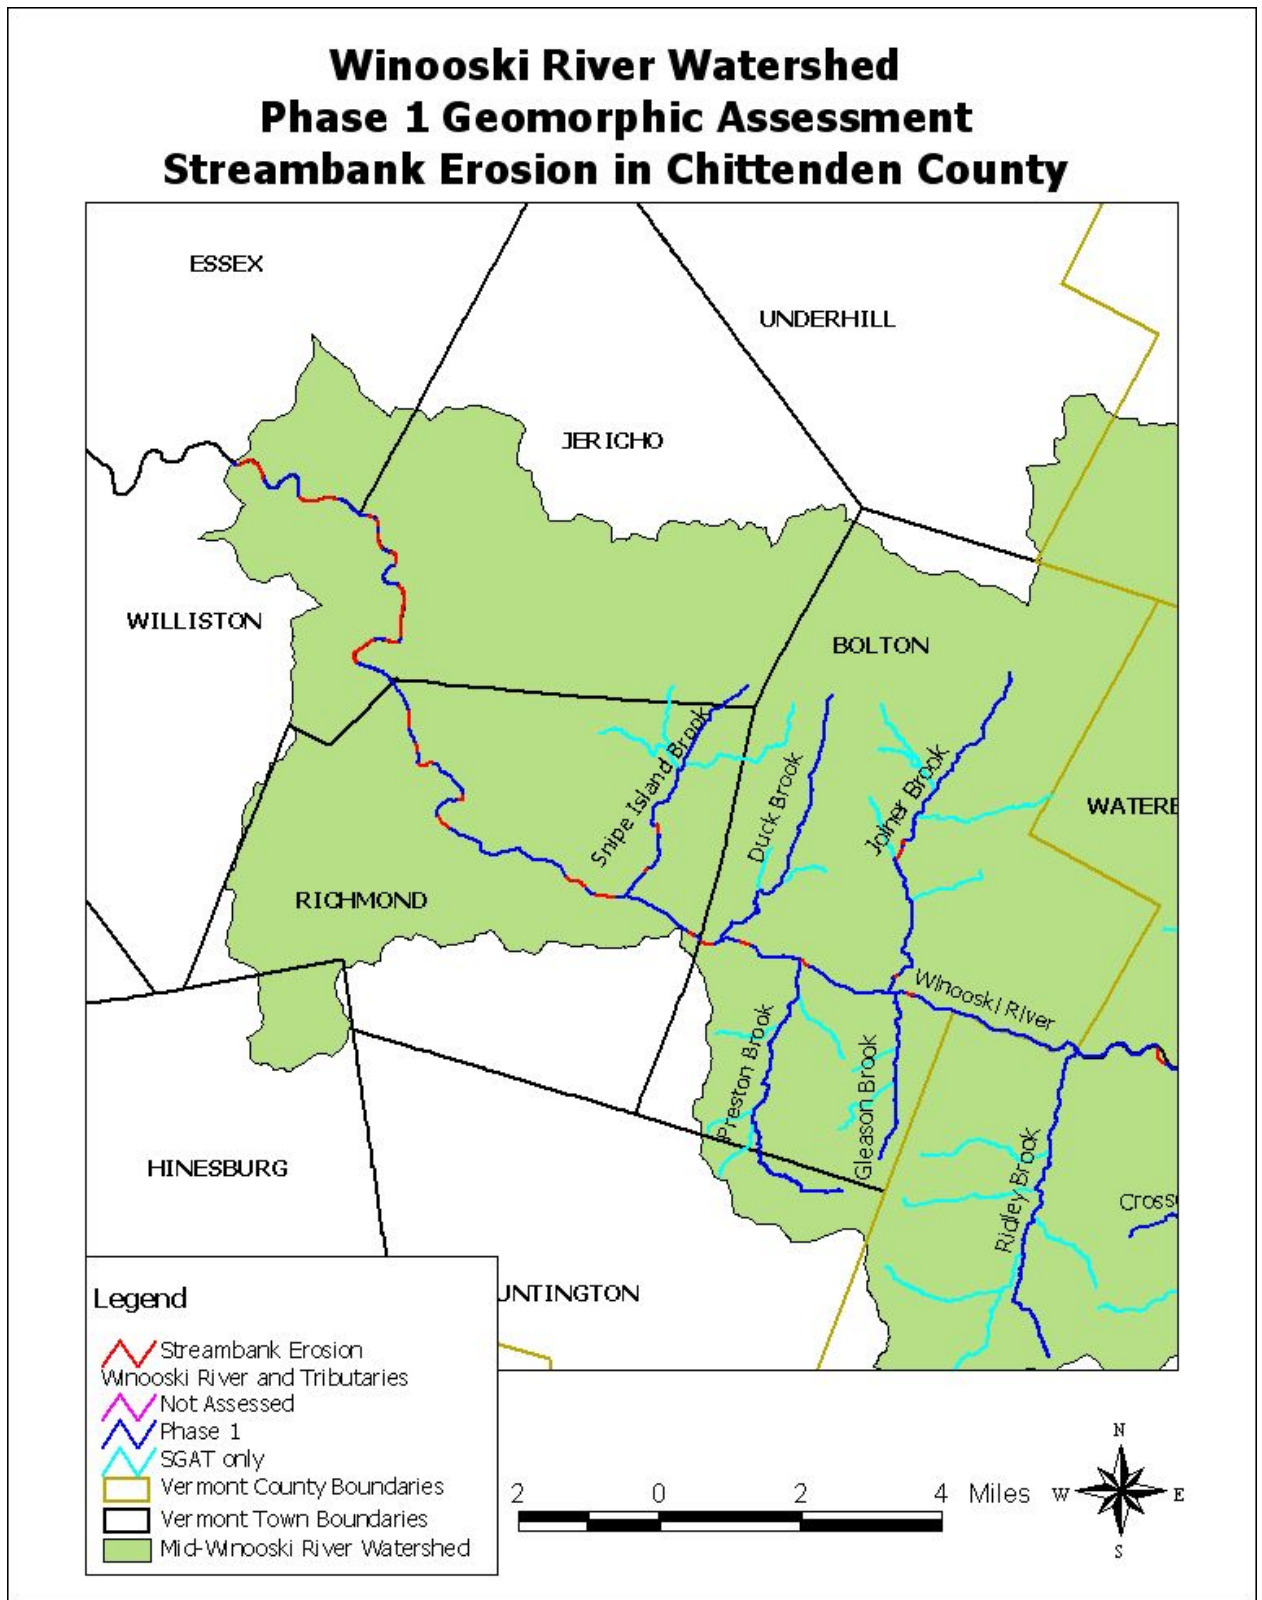 Winooski River Watershed
Phase 1 Geomorphic Assessment
Streambank Erosion in Chittenden County
ESSEX
UNDERHILL
JERICHO
WILLISTON
BOLTON
Snipe Island Brook
Duck Brook
Joiner Brook
WATERB
RICHMOND
Winooski River
Preston Brook
Gleason Brook
Ridley Brook
HINESBURG
Cross
UNTINGTON
Legend
Streambank Erosion
Winooski River and Tributaries
Not Assessed
Phase 1
SGAT only
Vermont County Boundaries
Vermont Town Boundaries
Mid-Winooski River Watershed
2 0 2 4 Miles
N
W E
S